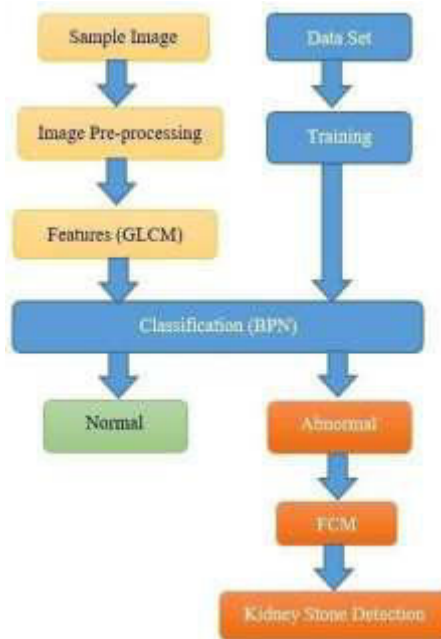 Sample Image
Data Set
Image Pre-processing
Training
Features (GLCM)
Classification (BPN)
Normal
Abnormal
FCM
Kidney Stone Detection